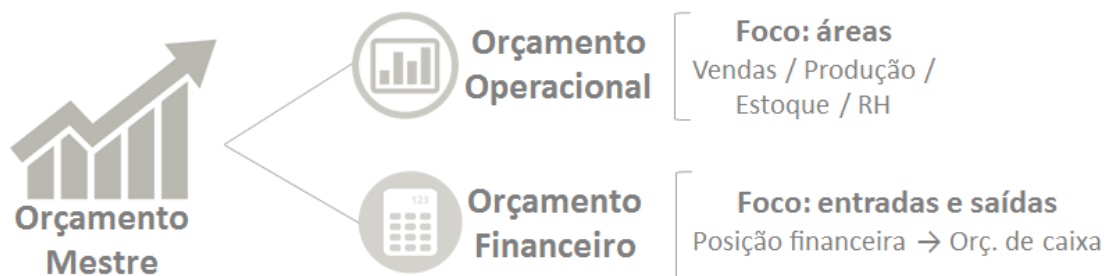 Orçamento
Mestre
Orçamento
Operacional
Foco: áreas
Vendas / Produção /
Estoque / RH
123
Orçamento
Financeiro
Foco: entradas e saídas
Posição financeira → Orç. de caixa